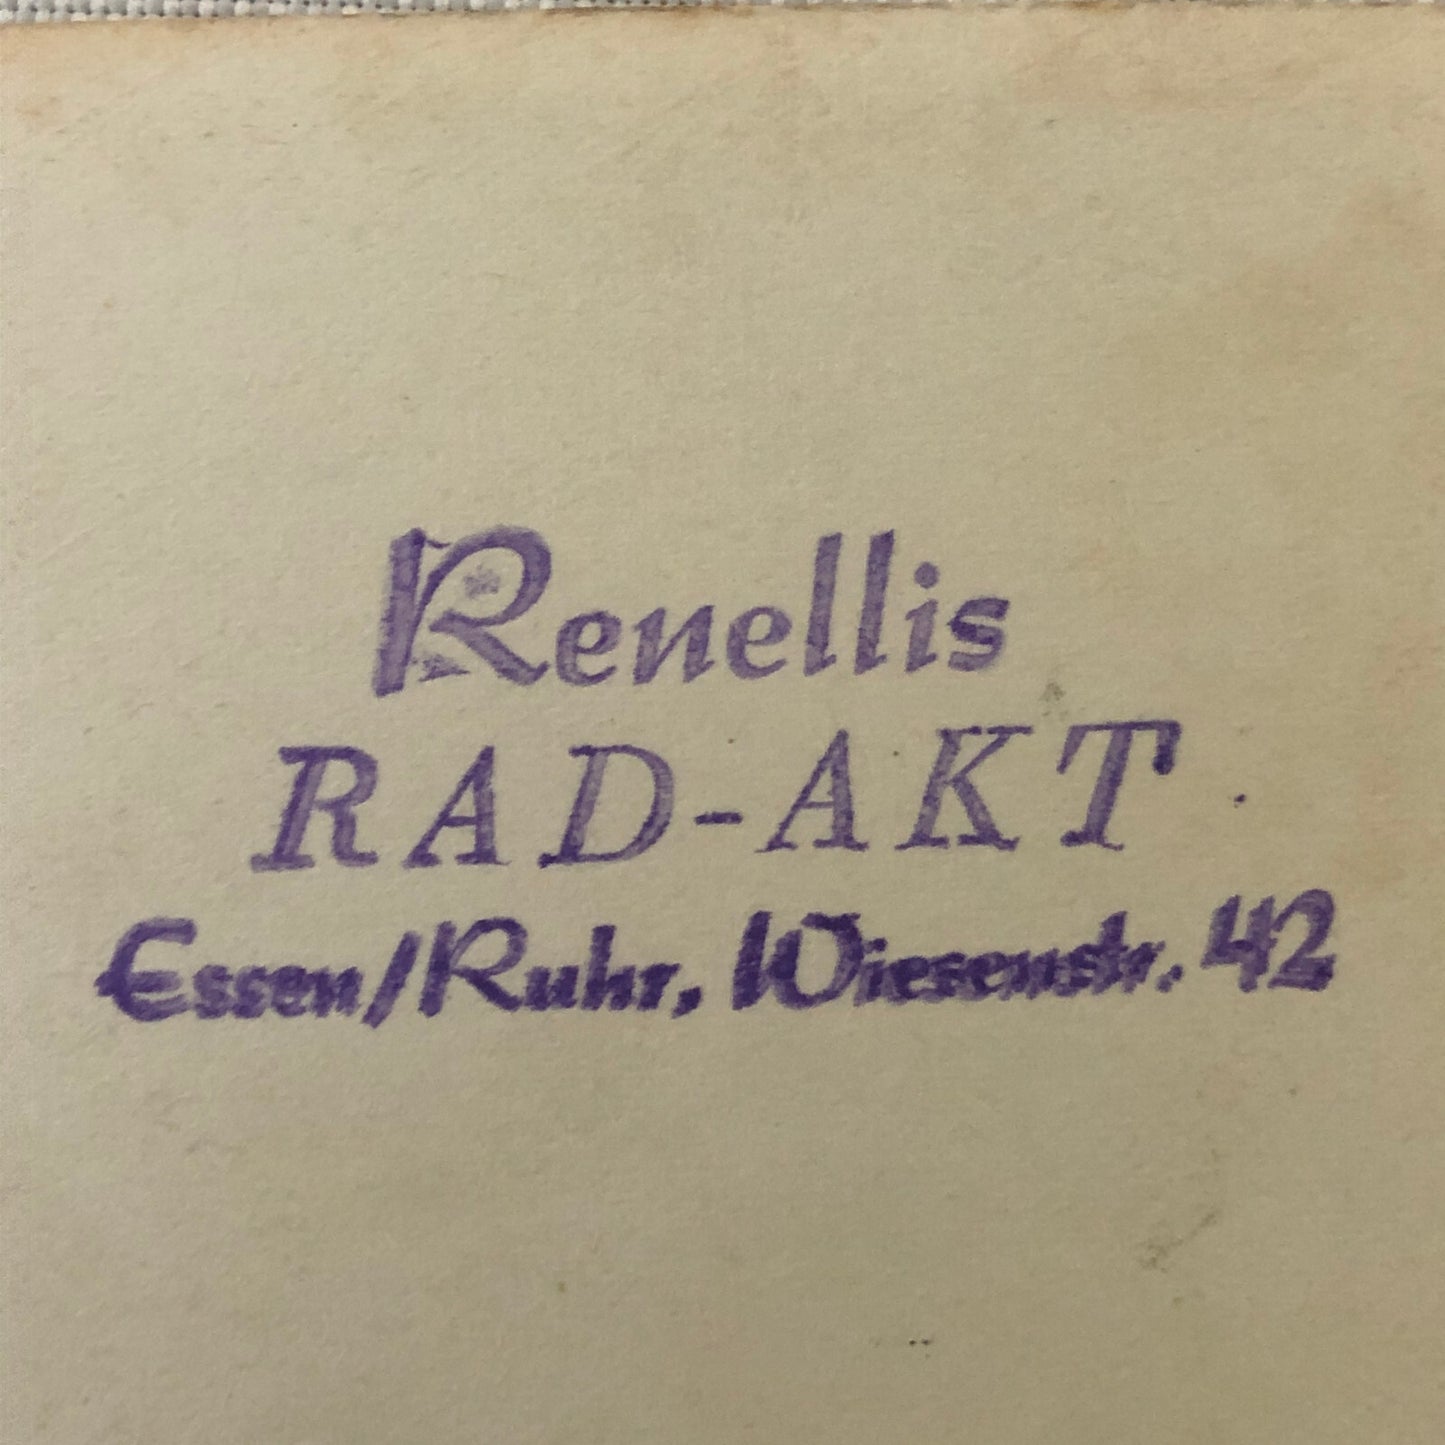 Renellis
RAD-AKT
Essen/Ruhr, Wiesenstr. 42